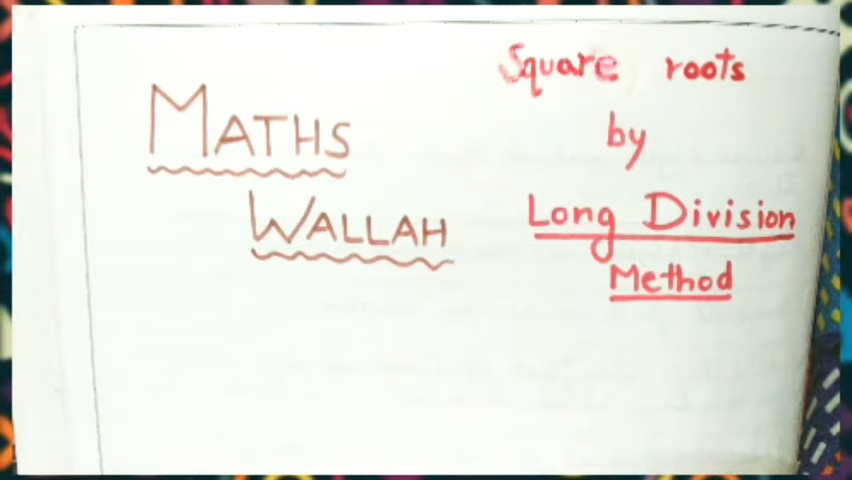 MATHS
WALLAH
Square roots
by
Long Division
Method